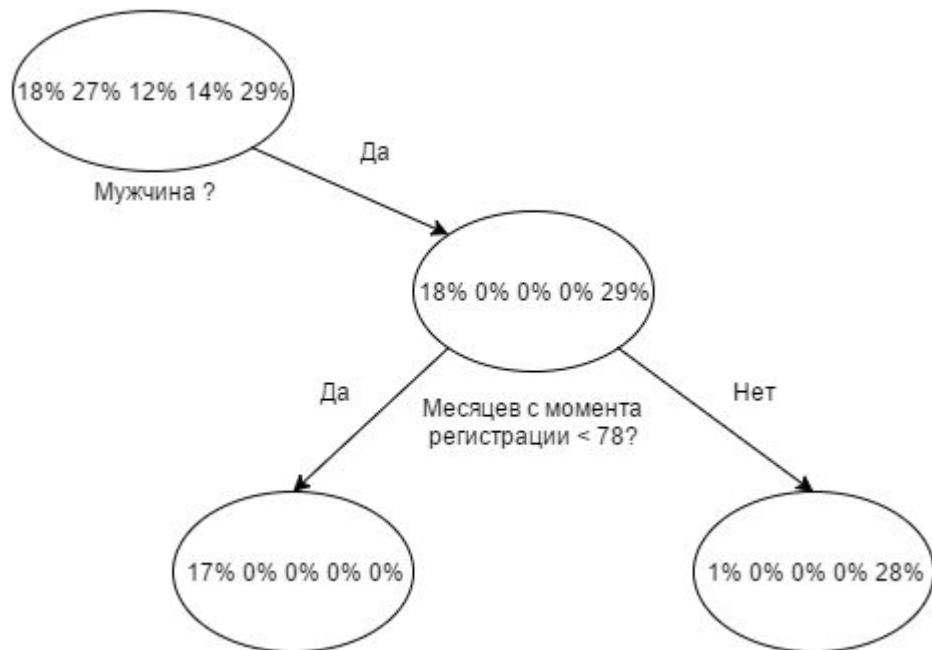 18% 27% 12% 14% 29%
Да
Мужчина ?
18% 0% 0% 0% 29%
Да
Нет
Месяцев с момента
регистрации < 78?
17% 0% 0% 0% 0%
1% 0% 0% 0% 28%